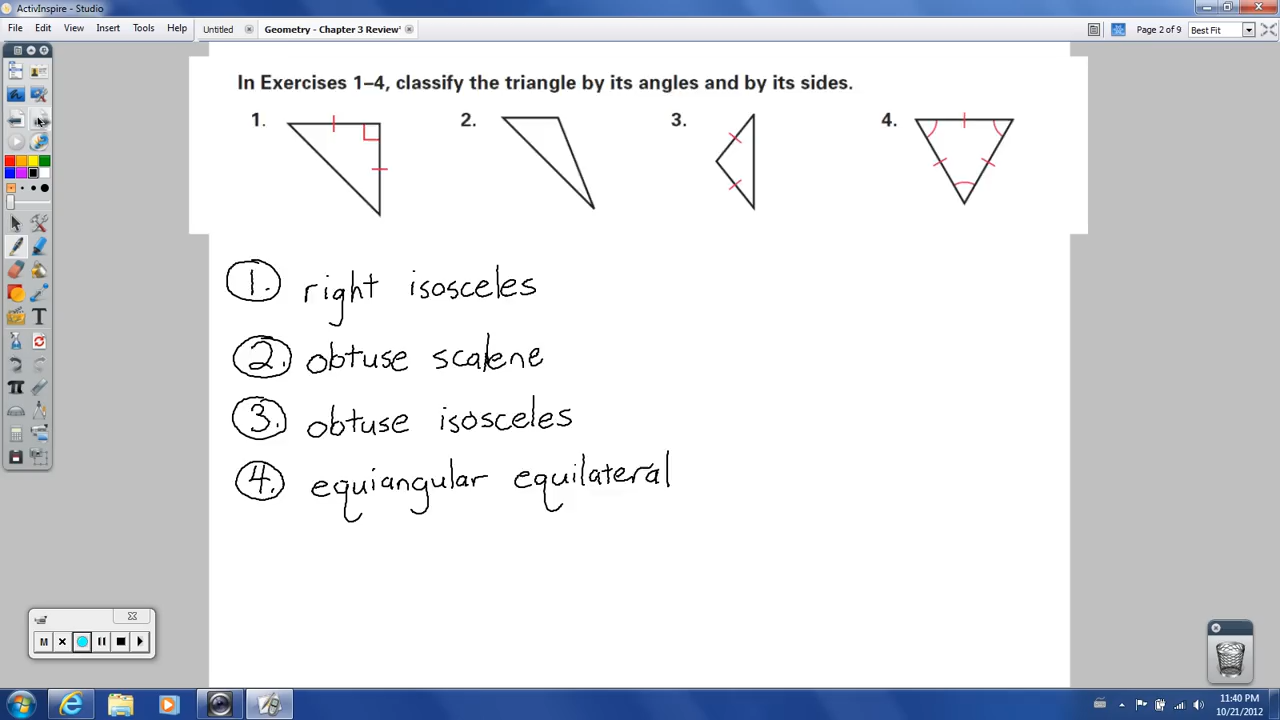 ActivInspire - Studio
File Edit View Insert Tools Help Untitled Geometry - Chapter 3 Review* Page 2 of 9 Best Fit
In Exercises 1–4, classify the triangle by its angles and by its sides.
1. 2. 3. 4.
1. right isosceles
2. obtuse scalene
3. obtuse isosceles
4. equiangular equilateral
M
11:40 PM
10/21/2012